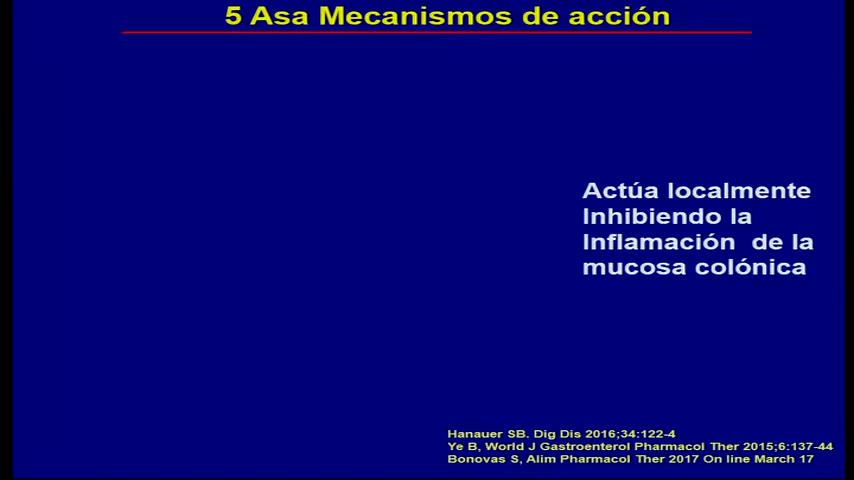 5 Asa Mecanismos de acción
Actúa localmente
Inhibiendo la
Inflamación de la
mucosa colónica
Hanauer SB. Dig Dis 2016;34:122-4
Ye B, World J Gastroenterol Pharmacol Ther 2015;6:137-44
Bonovas S, Alim Pharmacol Ther 2017 On line March 17